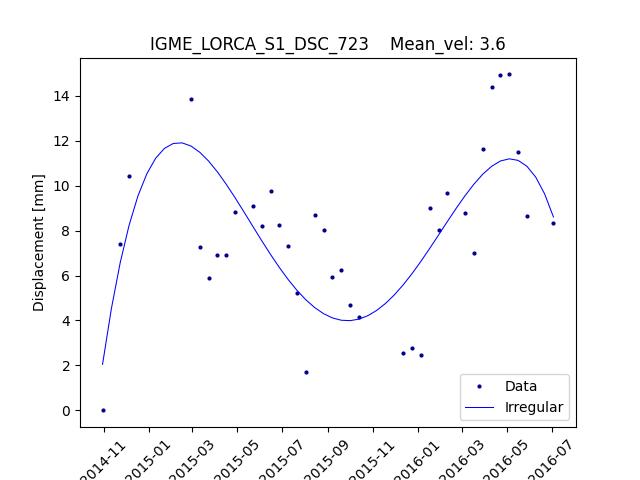 IGME_LORCA_S1_DSC_723    Mean_vel: 3.6
Displacement [mm]
14
12
10
8
6
4
2
0
Data
Irregular
2014-11 2015-01 2015-03 2015-05 2015-07 2015-09 2015-11 2016-01 2016-03 2016-05 2016-07